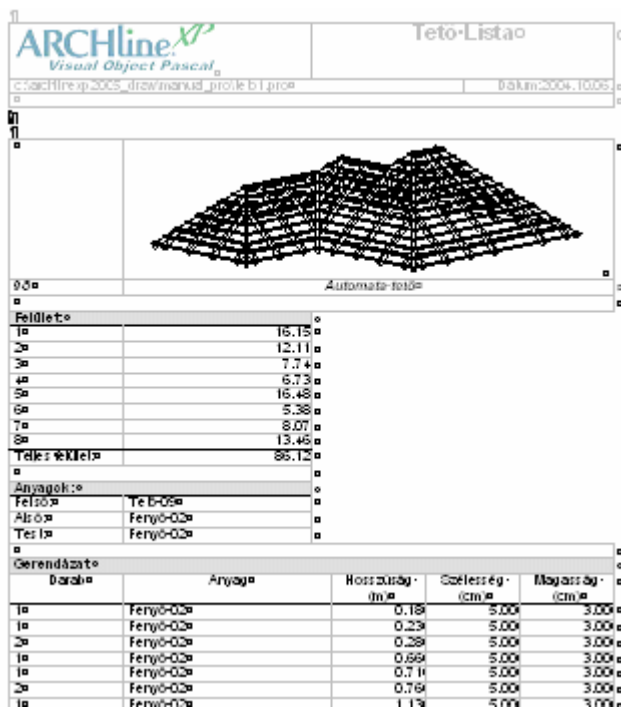 ARCHline XP
Visual Object Pascal
Tető-Lista
Dátum:2004.10.06.
Automata-tető
Felület:
1 16.15
2 12.11
3 7.74
4 6.73
5 16.48
6 5.38
7 8.07
8 13.46
Teljes felület: 86.12
Anyagok:
Felső:
Alsó: Fenyő-02
Test: Fenyő-02
Gerendázat
Darab Anyag Hosszúság-(m) Szélesség-(cm) Magasság-(cm)
1 Fenyő-02 0.18 5.00 3.00
1 Fenyő-02 0.23 5.00 3.00
2 Fenyő-02 0.28 5.00 3.00
1 Fenyő-02 0.66 5.00 3.00
1 Fenyő-02 0.71 5.00 3.00
2 Fenyő-02 0.76 5.00 3.00
1 Fenyő-02 1.13 5.00 3.00